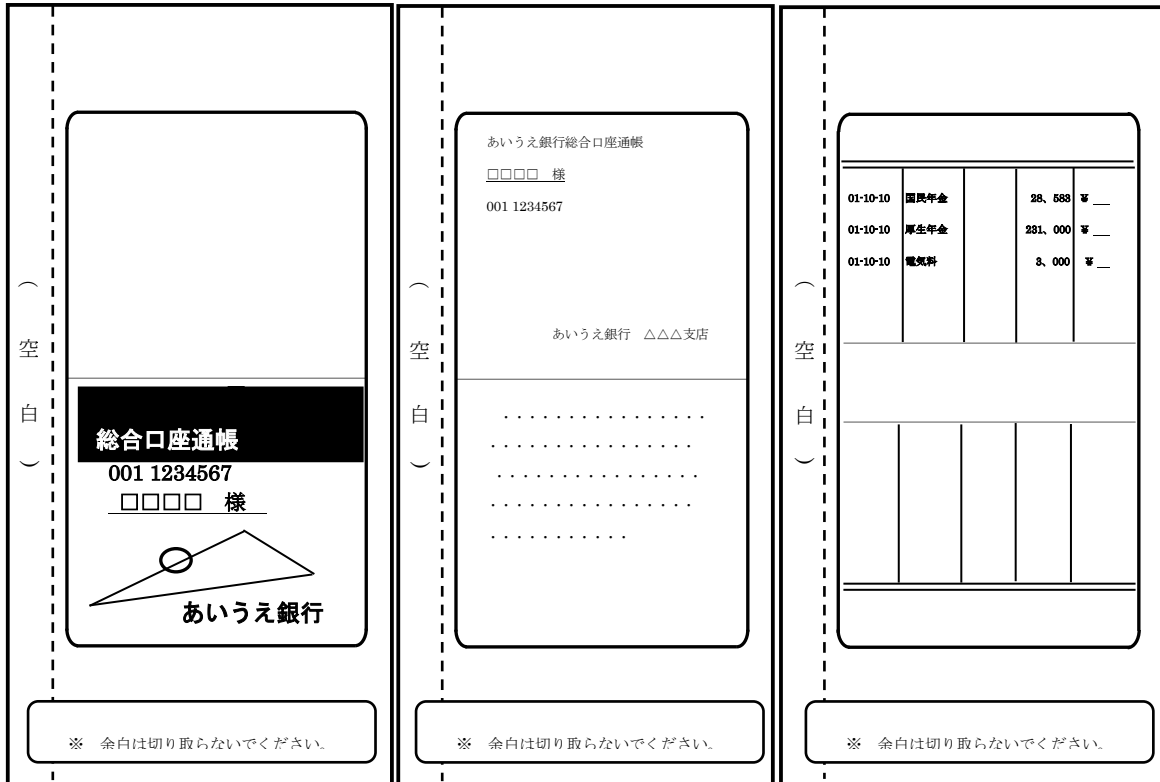 （空白）
総合口座通帳
001 1234567
□□□□　様
あいうえ銀行
※　余白は切り取らないでください。
（空白）
あいうえ銀行総合口座通帳
□□□□　様
001 1234567
あいうえ銀行　△△△支店
・・・・・・・・・・・・・・・・
・・・・・・・・・・・・・・・・
・・・・・・・・・・・・・・・・
・・・・・・・・・・・・・・・・
・・・・・・・・・・・
※　余白は切り取らないでください。
（空白）
01-10-10 国民年金 28、583 ¥ __
01-10-10 厚生年金 231、000 ¥ __
01-10-10 電気料 3、000 ¥ __
※　余白は切り取らないでください。